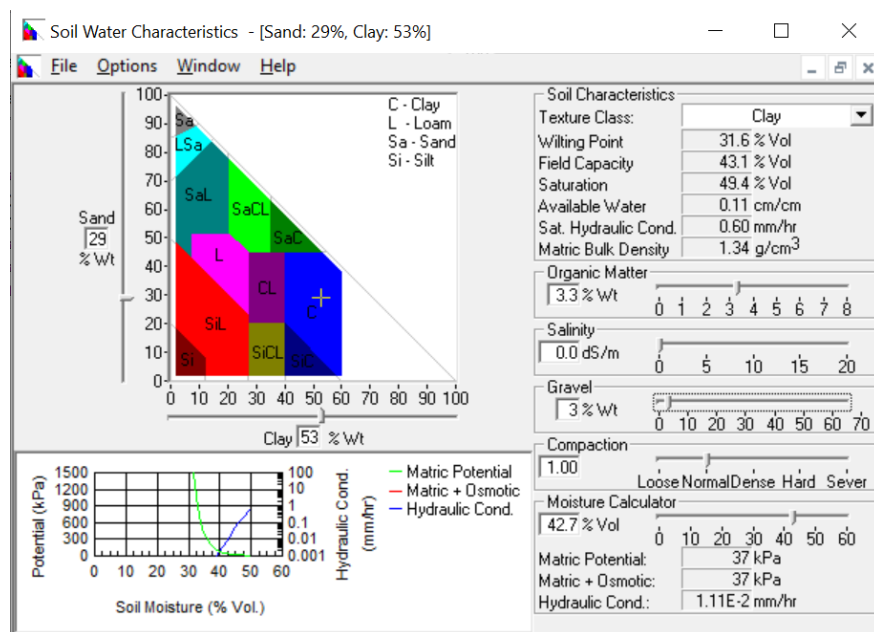 Soil Water Characteristics - [Sand: 29%, Clay: 53%]
File Options Window Help
Sand
29
% Wt
100
90
80
70
60
50
40
30
20
10
0
C - Clay
L - Loam
Sa - Sand
Si - Silt
Sa
LSa
SaL
SaCL
SaC
L
CL
C
SiL
SiCL
SiC
Si
0 10 20 30 40 50 60 70 80 90 100
Clay 53 % Wt
Soil Characteristics
Texture Class: Clay
Wilting Point 31.6 % Vol
Field Capacity 43.1 % Vol
Saturation 49.4 % Vol
Available Water 0.11 cm/cm
Sat. Hydraulic Cond. 0.60 mm/hr
Matric Bulk Density 1.34 g/cm3
Organic Matter
3.3 % Wt
0 1 2 3 4 5 6 7 8
Salinity
0.0 dS/m
0 5 10 15 20
Gravel
3 % Wt
0 10 20 30 40 50 60 70
Compaction
1.00
Loose Normal Dense Hard Sever
Moisture Calculator
42.7 % Vol
0 10 20 30 40 50 60
Matric Potential: 37 kPa
Matric + Osmotic: 37 kPa
Hydraulic Cond.: 1.11E-2 mm/hr
Potential (kPa)
1500
1200
900
600
300
0
100
10
1
0.1
0.01
0.001
Hydraulic Cond.
(mm/hr)
0 10 20 30 40 50 60
Soil Moisture (% Vol.)
Matric Potential
Matric + Osmotic
Hydraulic Cond.